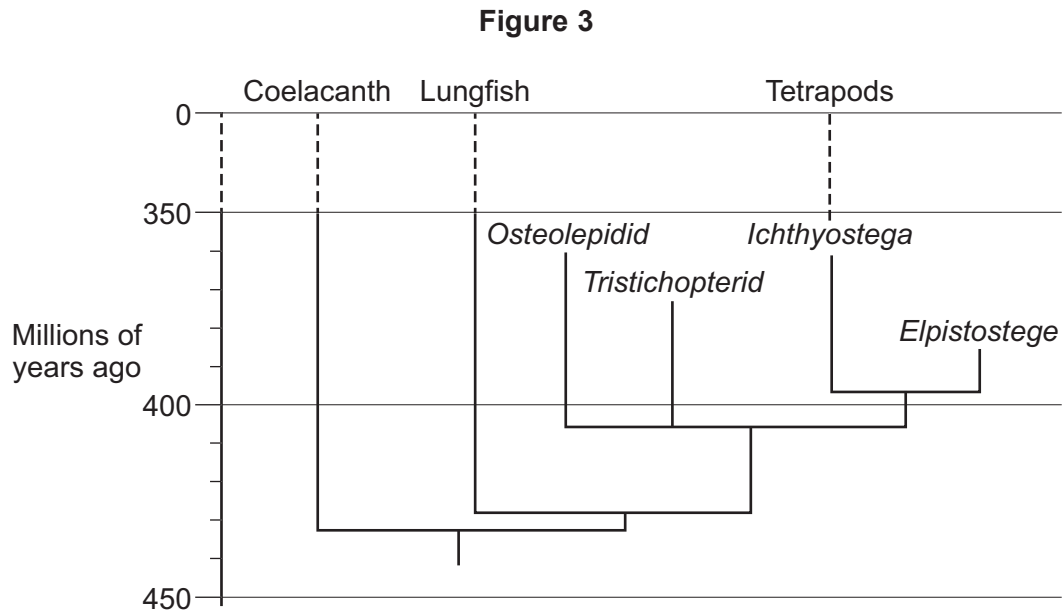 Figure 3
Coelacanth Lungfish Tetrapods
0
350
Osteolepidid Ichthyostega
Tristichopterid
Elpistostege
Millions of
years ago
400
450